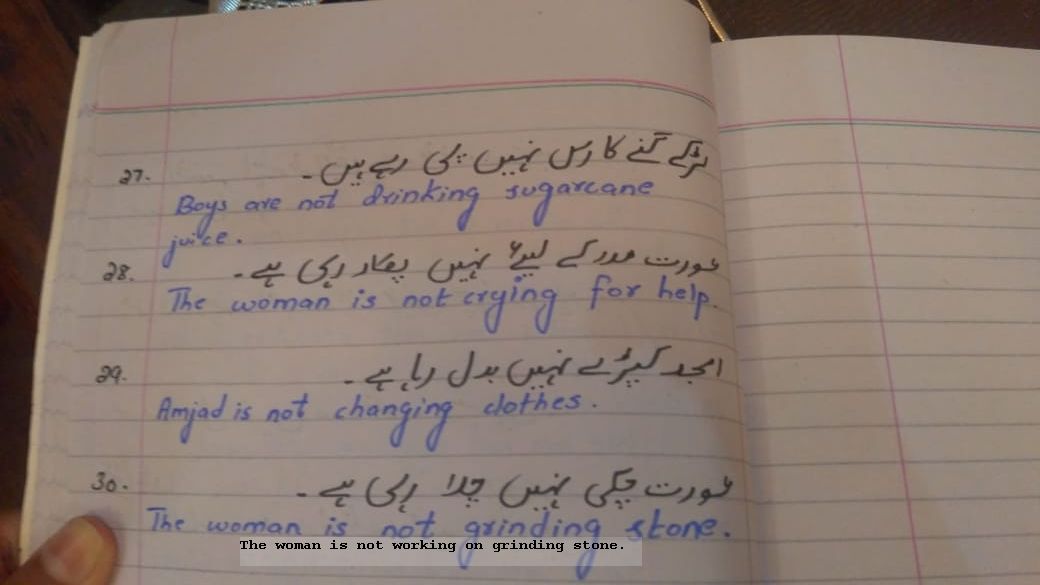 27. لڑکے گنے کا رس نہیں پی رہے ہیں۔
Boys are not drinking sugarcane
juice.
28. عورت مدد کے لیۓ نہیں پکار رہی ہے۔
The woman is not crying for help.
29. امجد کپڑے نہیں بدل رہا ہے۔
Amjad is not changing clothes.
30. عورت چکی نہیں چلا رہی ہے۔
The woman is not grinding stone.
The woman is not working on grinding stone.